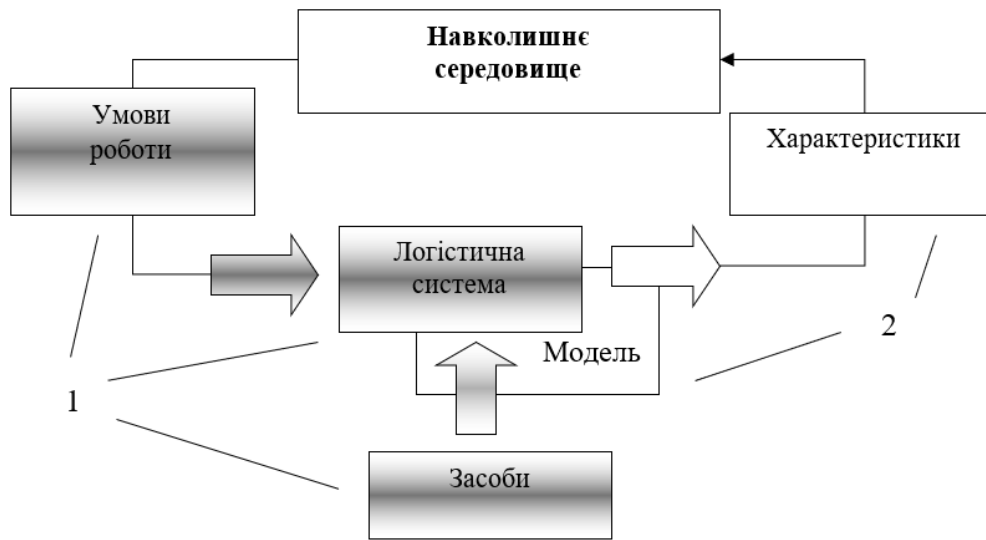 Навколишнє
середовище
Умови
роботи
Характеристики
Логістична
система
2
Модель
1
Засоби